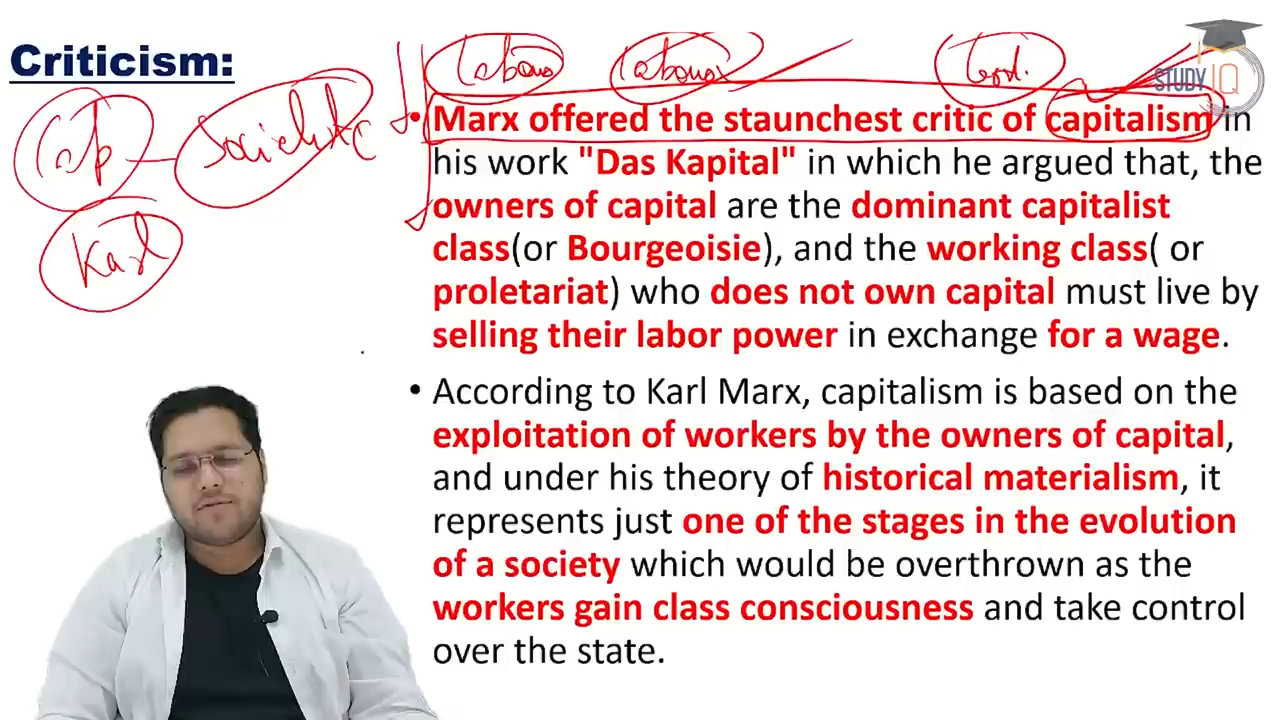 Criticism:
Cap
Socialistic
Karl
labour
labour
STUDY IQ
• Marx offered the staunchest critic of capitalism in
his work "Das Kapital" in which he argued that, the
owners of capital are the dominant capitalist
class(or Bourgeoisie), and the working class( or
proletariat) who does not own capital must live by
selling their labor power in exchange for a wage.
• According to Karl Marx, capitalism is based on the
exploitation of workers by the owners of capital,
and under his theory of historical materialism, it
represents just one of the stages in the evolution
of a society which would be overthrown as the
workers gain class consciousness and take control
over the state.